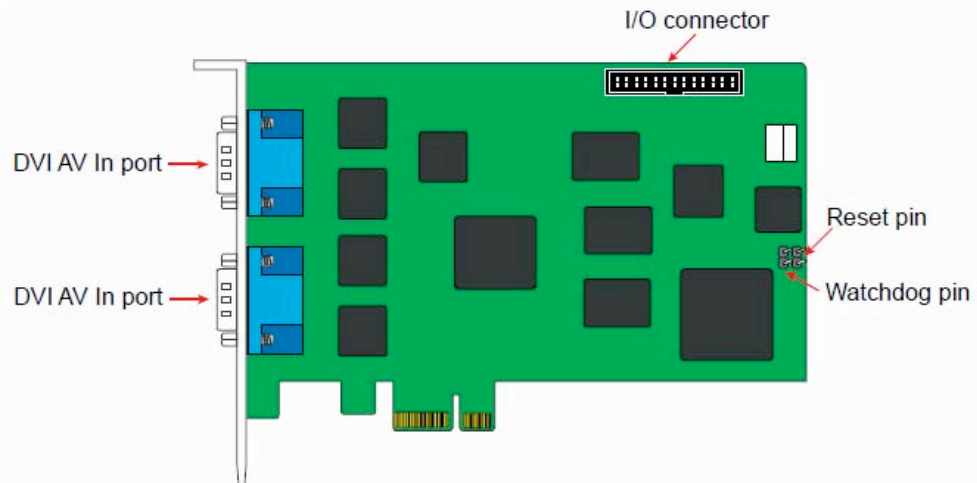 I/O connector
DVI AV In port
Reset pin
DVI AV In port
Watchdog pin